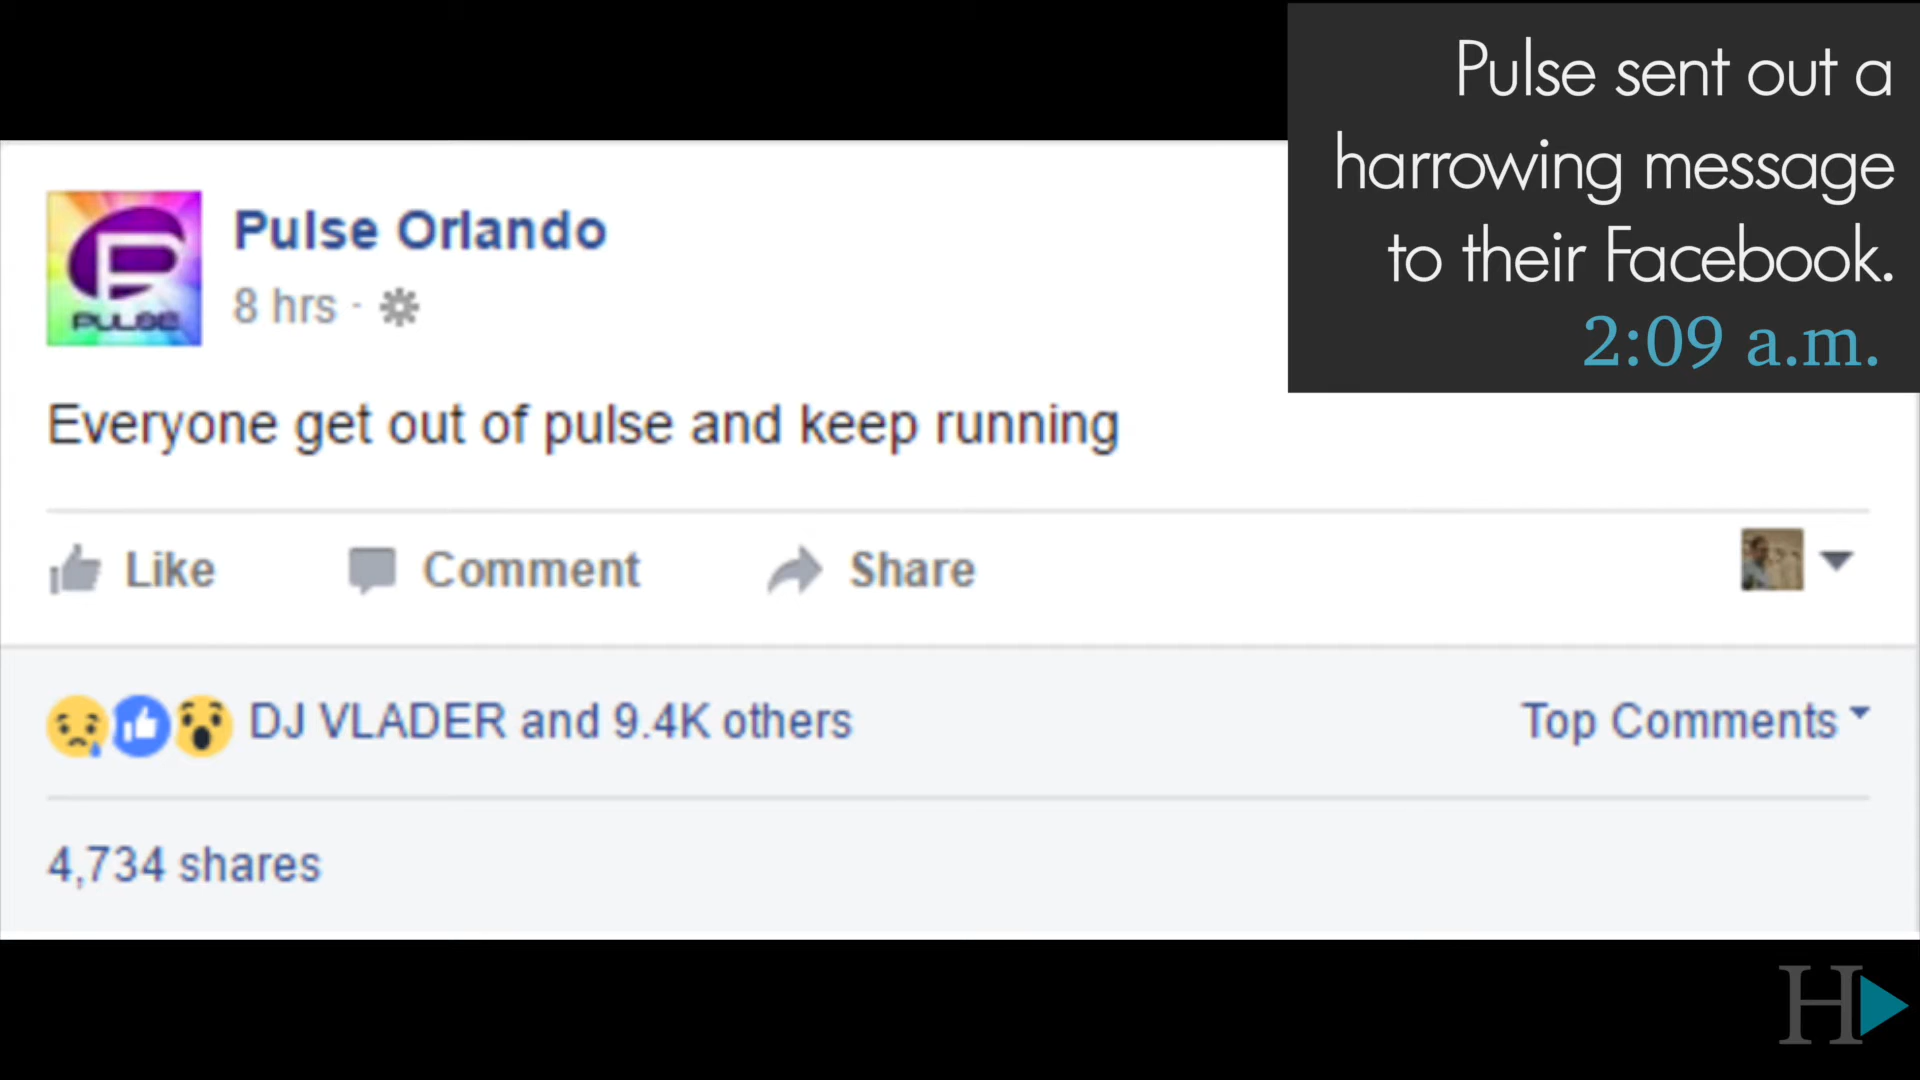 Pulse sent out a
harrowing message
to their Facebook.
2:09 a.m.
PULSE
Pulse Orlando
8 hrs ·
Everyone get out of pulse and keep running
Like Comment Share
DJ VLADER and 9.4K others Top Comments
4,734 shares
H